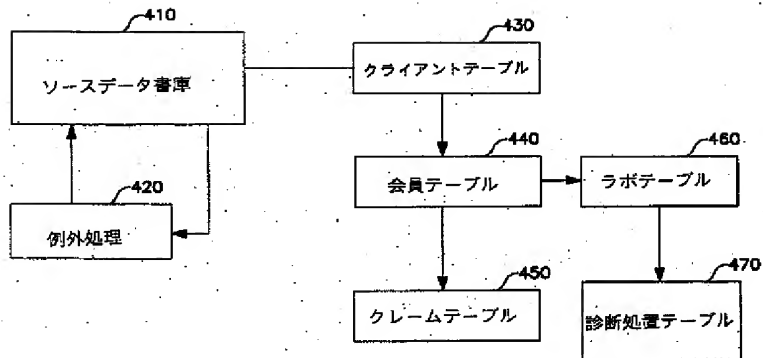 410
ソースデータ書庫
420
例外処理
430
クライアントテーブル
440
会員テーブル
450
クレームテーブル
460
ラボテーブル
470
診断処置テーブル